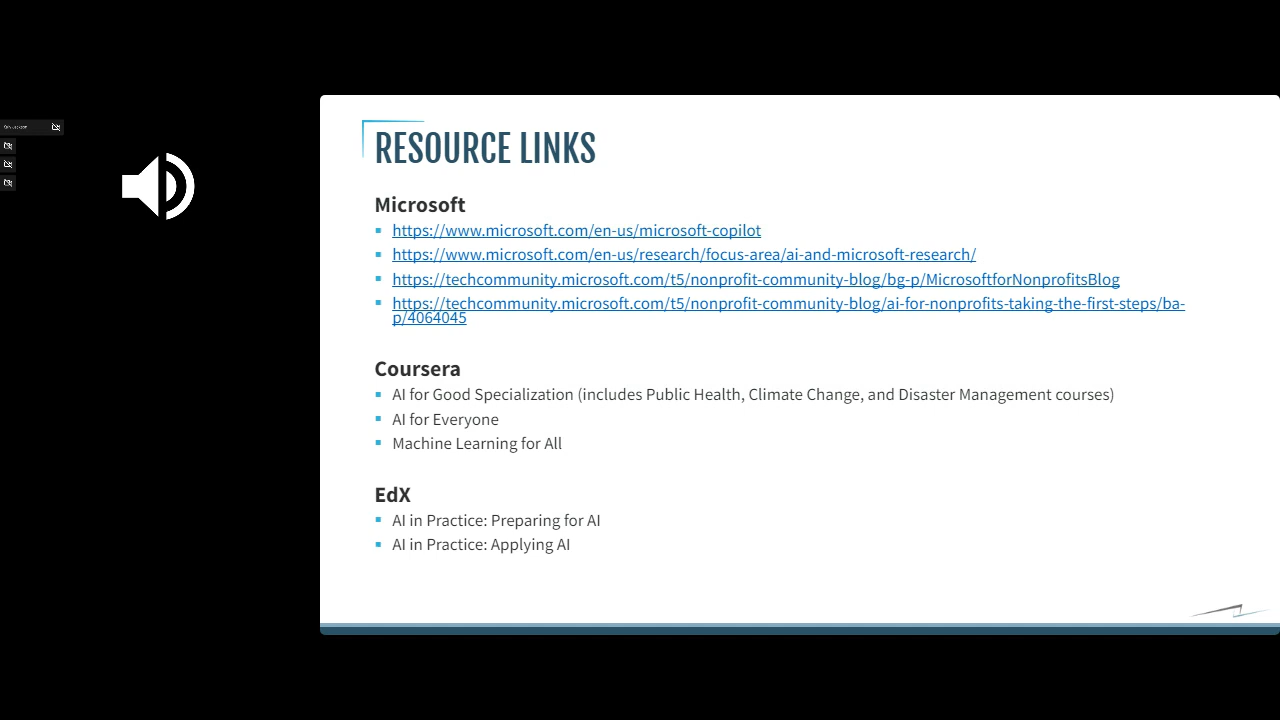 RESOURCE LINKS
Microsoft
https://www.microsoft.com/en-us/microsoft-copilot
https://www.microsoft.com/en-us/research/focus-area/ai-and-microsoft-research/
https://techcommunity.microsoft.com/t5/nonprofit-community-blog/bg-p/MicrosoftforNonprofitsBlog
https://techcommunity.microsoft.com/t5/nonprofit-community-blog/ai-for-nonprofits-taking-the-first-steps/ba-
p/4064045
Coursera
AI for Good Specialization (includes Public Health, Climate Change, and Disaster Management courses)
AI for Everyone
Machine Learning for All
EdX
AI in Practice: Preparing for AI
AI in Practice: Applying AI